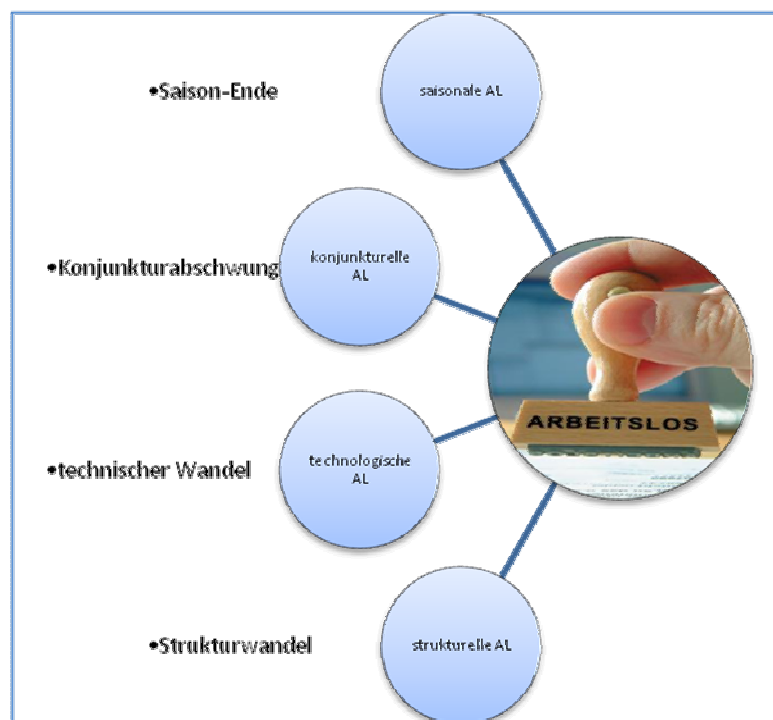 •Saison-Ende
saisonale AL
•Konjunkturabschwung
konjunkturelle
AL
ARBEITSLOS
•technischer Wandel
technologische
AL
•Strukturwandel
strukturelle AL